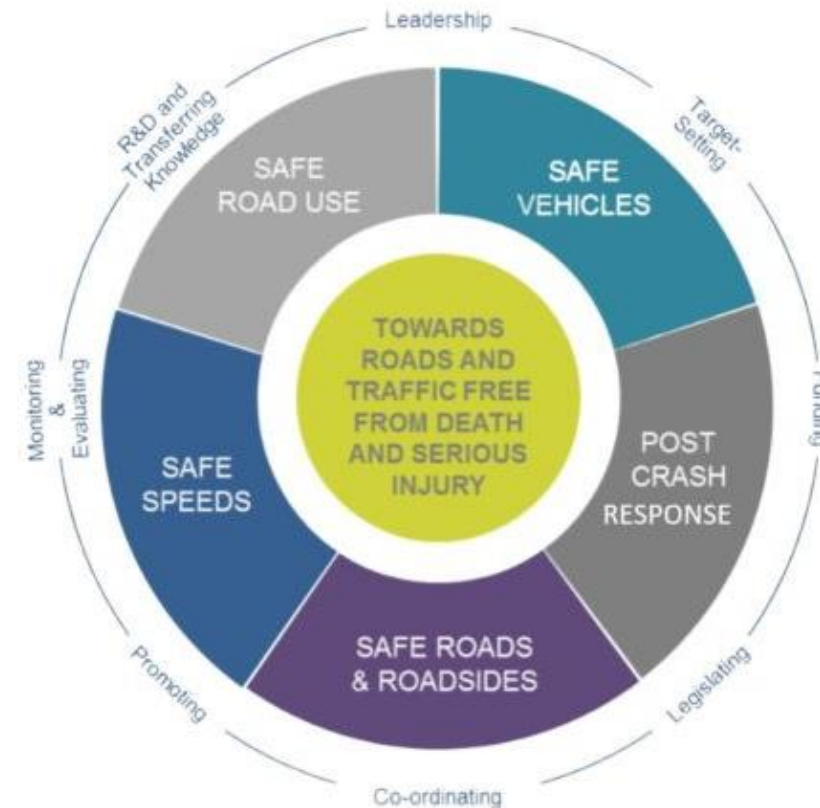 Leadership
Target-
Setting
Legislating
Co-ordinating
Promoting
Monitoring
&
Evaluating
R&D and
Transferring
Knowledge
SAFE
VEHICLES
POST
CRASH
RESPONSE
SAFE ROADS
& ROADSIDES
SAFE
SPEEDS
SAFE
ROAD USE
TOWARDS
ROADS AND
TRAFFIC FREE
FROM DEATH
AND SERIOUS
INJURY